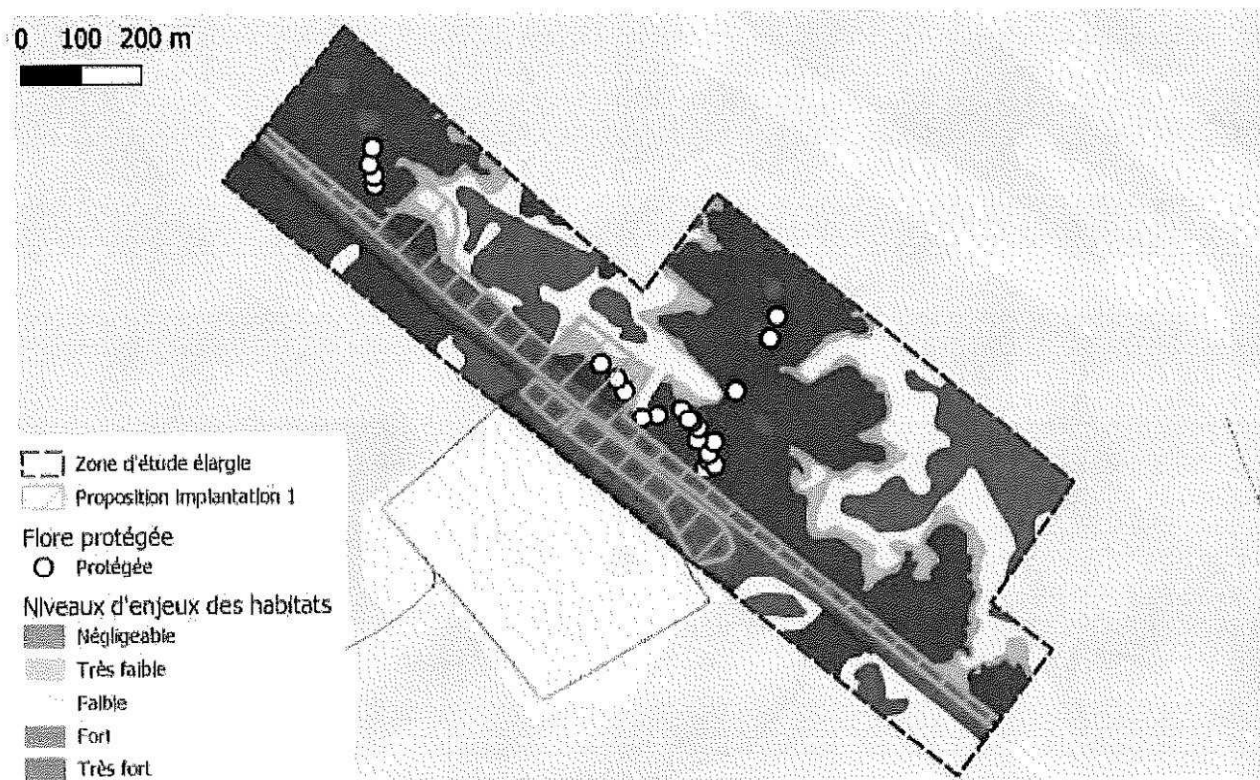 0 100 200 m
Zone d'étude élargie
Proposition implantation 1
Flore protégée
Protégée
Niveaux d'enjeux des habitats
Négligeable
Très faible
Faible
Fort
Très fort